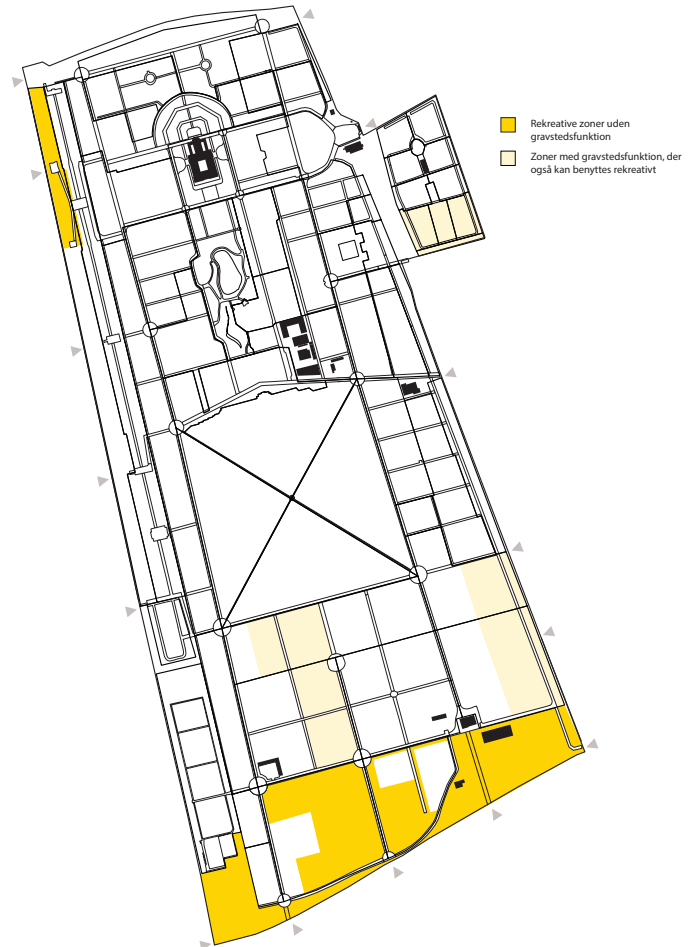 Rekreative zoner uden
gravstedsfunktion
Zoner med gravstedsfunktion, der
også kan benyttes rekreativt